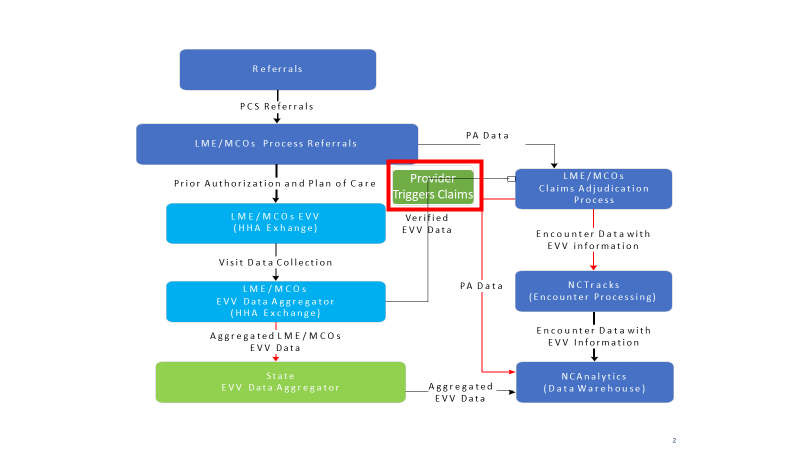 Referrals
PCS Referrals
LME/MCOs Process Referrals
PA Data
Prior Authorization and Plan of Care
Provider
Triggers Claims
LME/MCOs
Claims Adjudication
Process
LME/MCOs EVV
(HHA Exhange)
Verified
EVV Data
Encounter Data with
EVV information
Visit Data Collection
LME/MCOs
EVV Data Aggregator
(HHA Exchange)
PA Data
NCTracks
(Encounter Processing)
Aggregated LME/MCOs
EVV Data
Encounter Data with
EVV Information
State
EVV Data Aggregator
Aggregated
EVV Data
NCAnalytics
(Data Warehouse)
2